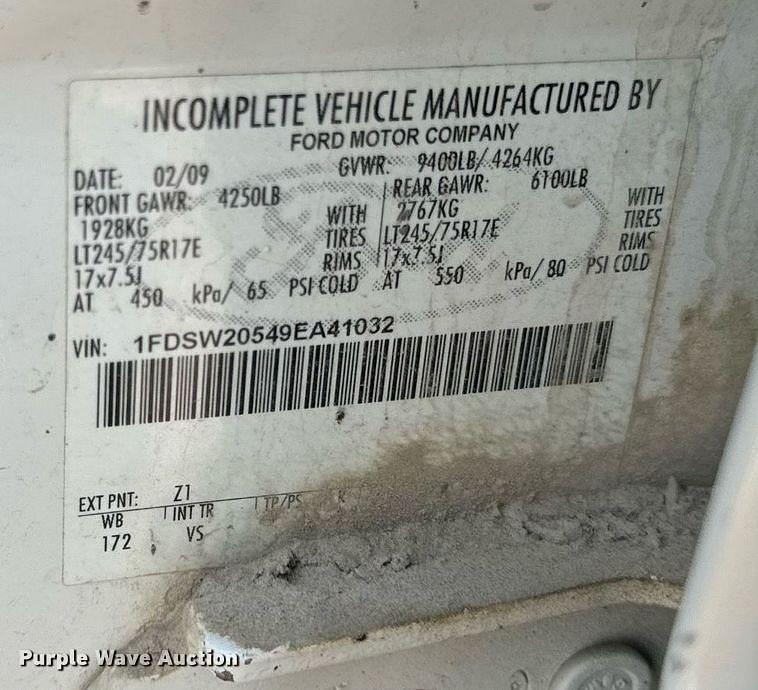 INCOMPLETE VEHICLE MANUFACTURED BY
FORD MOTOR COMPANY
DATE: 02/09 GVWR: 9400LB/ 4264KG
FRONT GAWR: 4250LB REAR GAWR: 6100LB
1928KG WITH 2767KG WITH
LT245/75R17E TIRES LT245/75R17E TIRES
17x7.5J RIMS 17x7.5J RIMS
AT 450 kPa/ 65 PSI COLD AT 550 kPa/ 80 PSI COLD
VIN: 1FDSW20549EA41032
EXT PNT: Z1
WB INT TR TP/PS R
172 VS
Purple Wave Auction